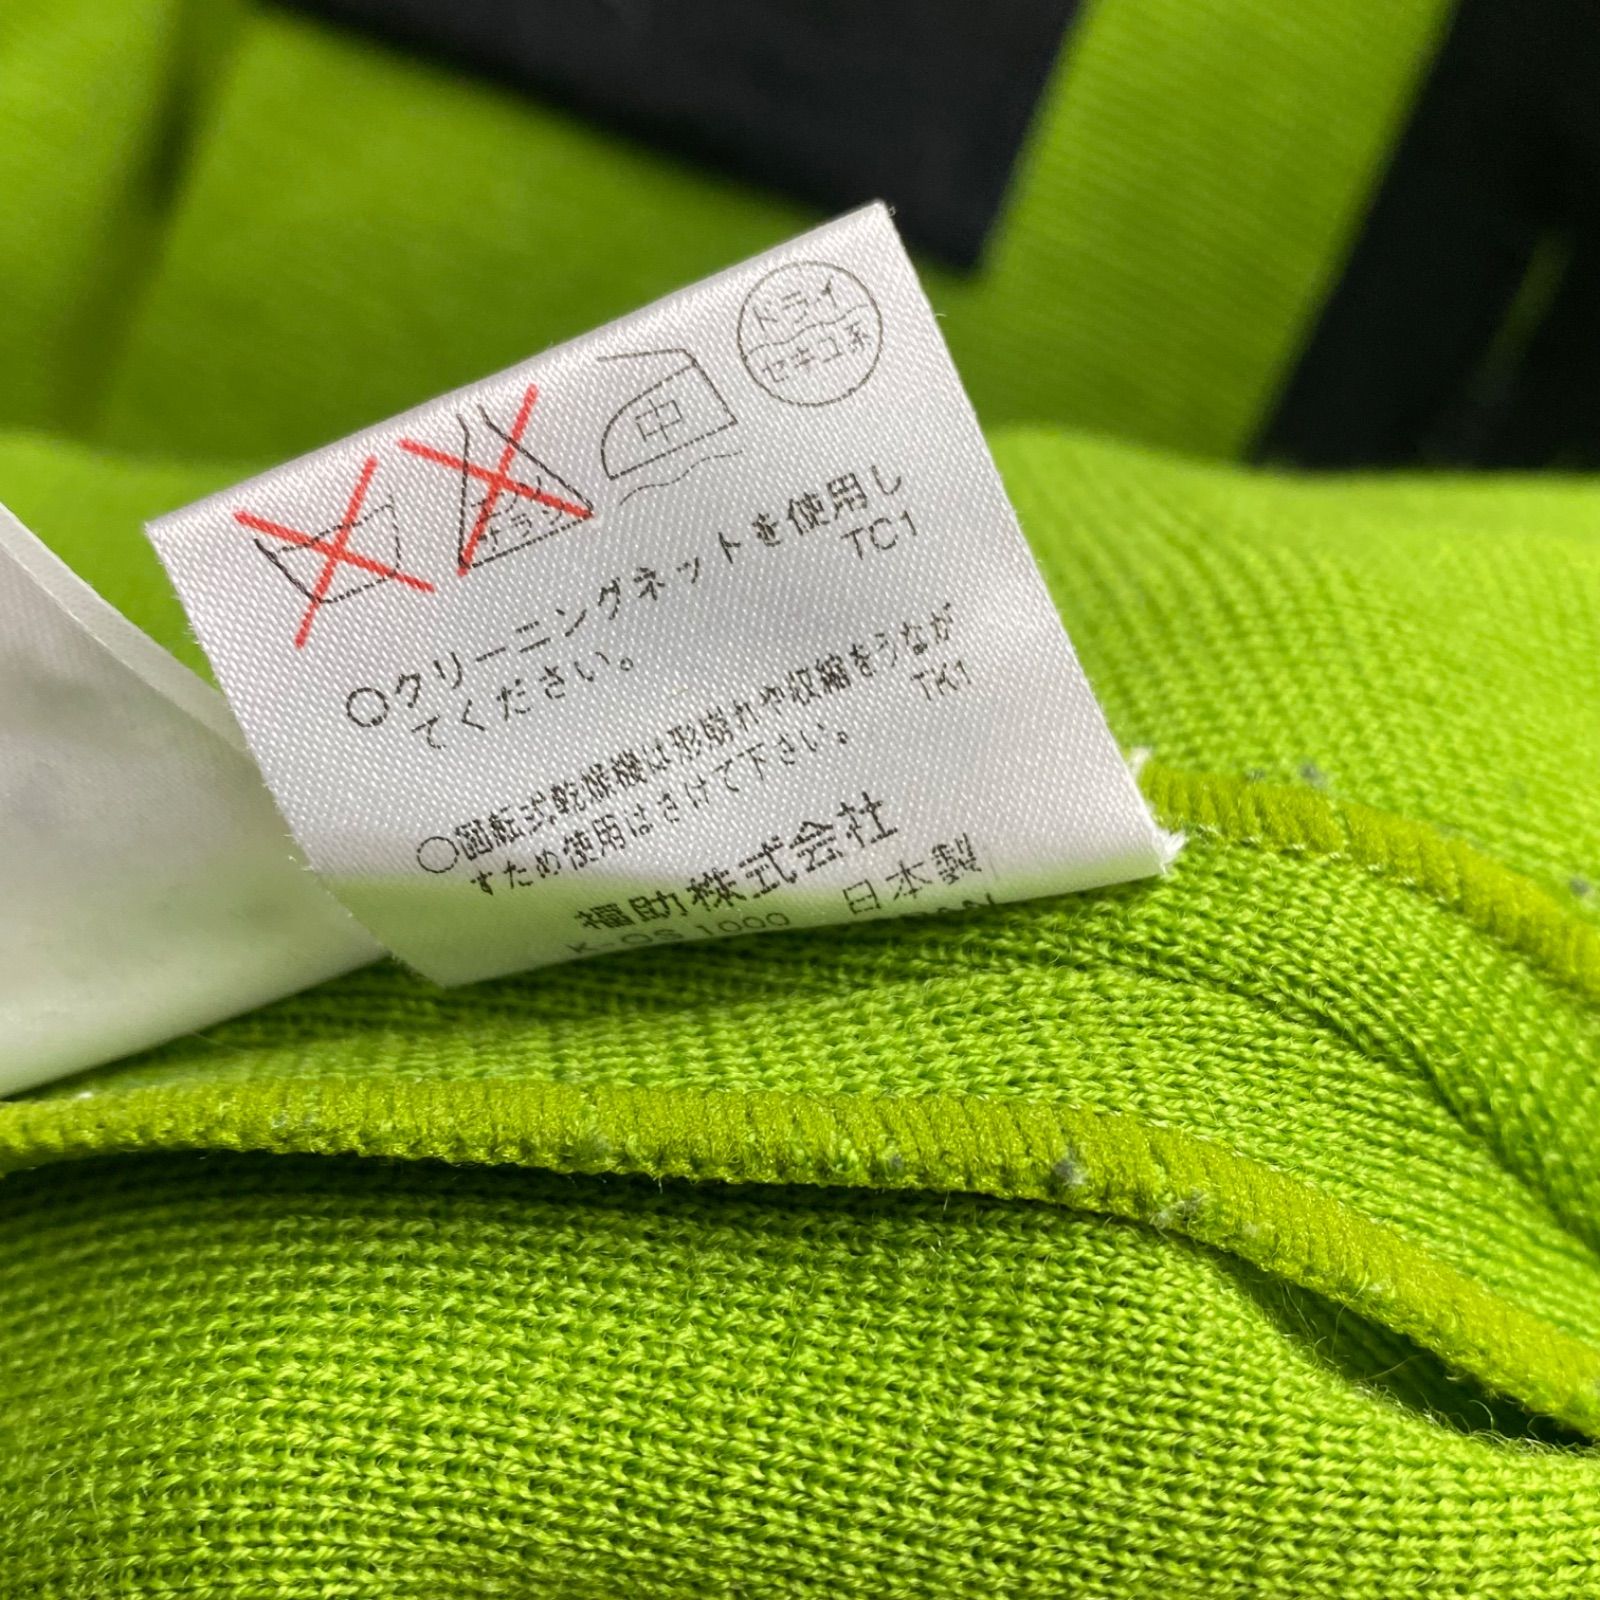 ドライ
セキユ系
中
○クリーニングネットを使用し
てください。 TC1
○回転式乾燥機は形崩れや収縮をうなが
すため使用はさけて下さい。 TK1
福助株式会社
K-OS 1000 日本製